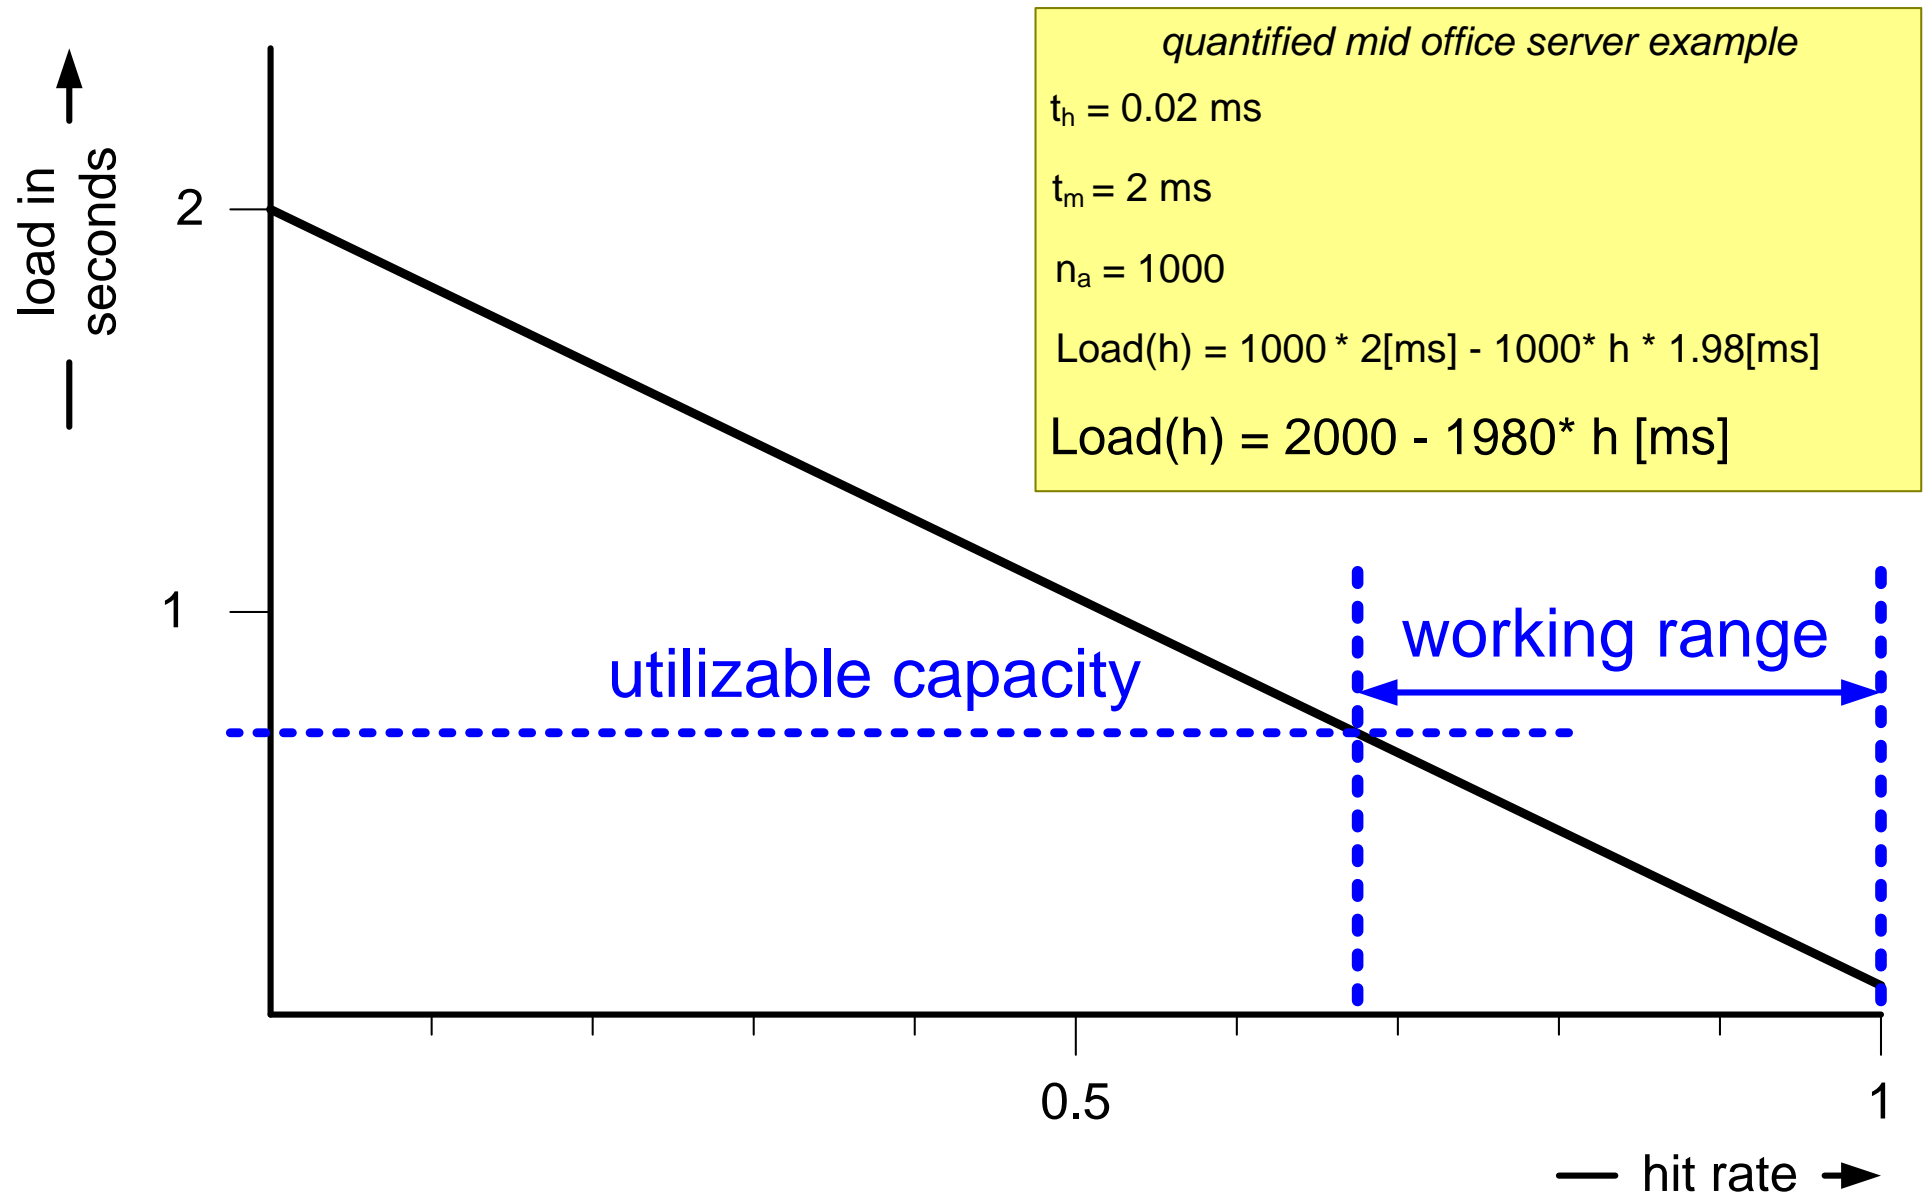 quantified mid office server example
tₕ = 0.02 ms
tₘ = 2 ms
nₐ = 1000
Load(h) = 1000 * 2[ms] - 1000* h * 1.98[ms]
Load(h) = 2000 - 1980* h [ms]
load in
seconds
2
1
utilizable capacity
working range
0.5
1
hit rate